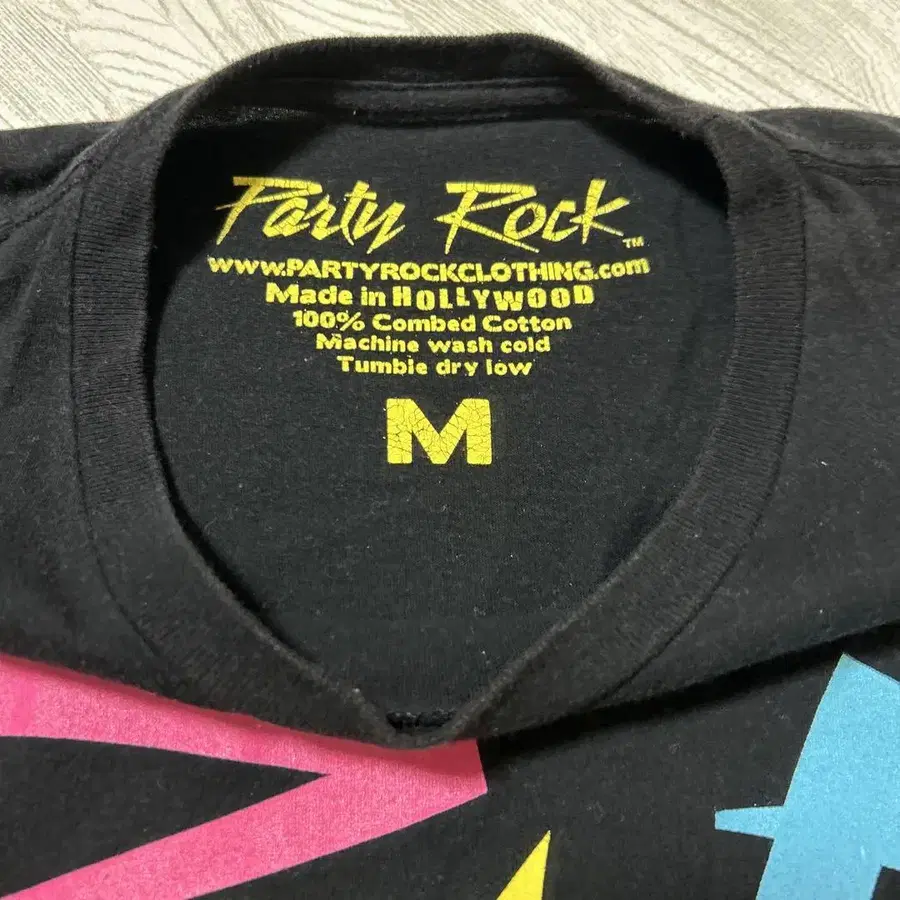 Party Rock™
www.PARTYROCKCLOTHING.com
Made in HOLLYWOOD
100% Combed Cotton
Machine wash cold
Tumble dry low
M